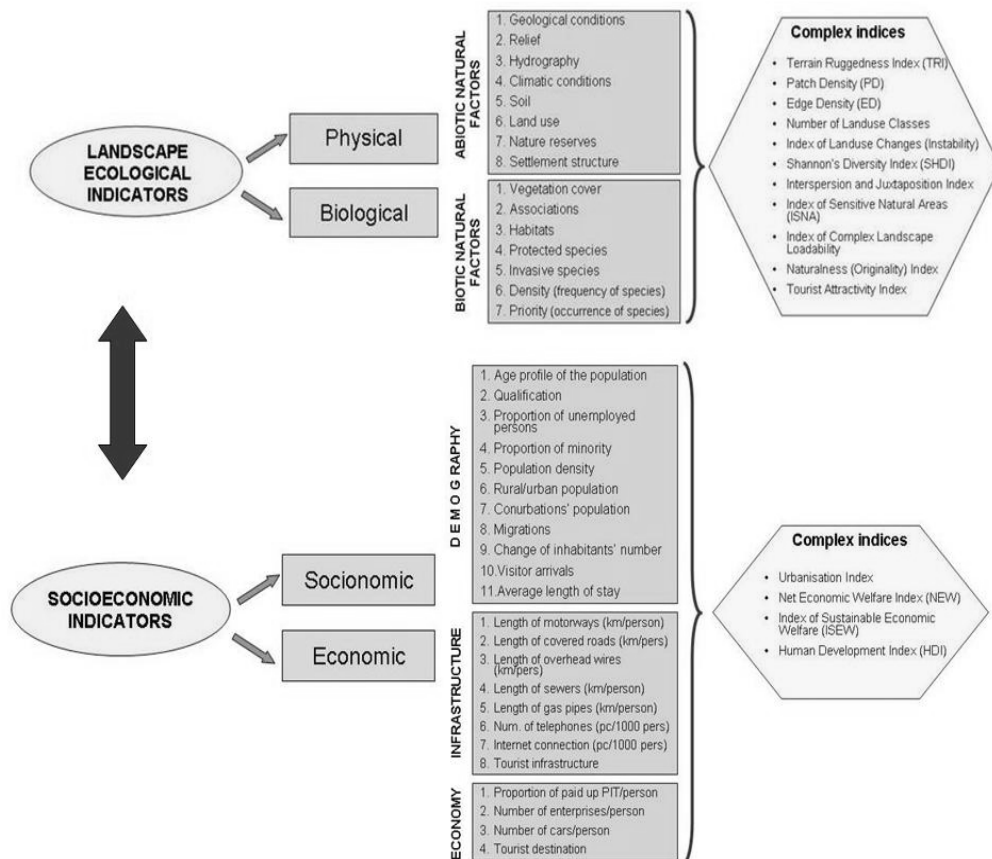 LANDSCAPE
ECOLOGICAL
INDICATORS
Physical
Biological
ABIOTIC NATURAL
FACTORS
1. Geological conditions
2. Relief
3. Hydrography
4. Climatic conditions
5. Soil
6. Land use
7. Nature reserves
8. Settlement structure
BIOTIC NATURAL
FACTORS
1. Vegetation cover
2. Associations
3. Habitats
4. Protected species
5. Invasive species
6. Density (frequency of species)
7. Priority (occurrence of species)
Complex indices
• Terrain Ruggedness Index (TRI)
• Patch Density (PD)
• Edge Density (ED)
• Number of Landuse Classes
• Index of Landuse Changes (Instability)
• Shannon's Diversity Index (SHDI)
• Interspersion and Juxtaposition Index
• Index of Sensitive Natural Areas
(ISNA)
• Index of Complex Landscape
Loadability
• Naturalness (Originality) Index
• Tourist Attractivity Index
SOCIOECONOMIC
INDICATORS
Socionomic
Economic
DEMOGRAPHY
1. Age profile of the population
2. Qualification
3. Proportion of unemployed
persons
4. Proportion of minority
5. Population density
6. Rural/urban population
7. Conurbations' population
8. Migrations
9. Change of inhabitants' number
10. Visitor arrivals
11. Average length of stay
INFRASTRUCTURE
1. Length of motorways (km/person)
2. Length of covered roads (km/pers)
3. Length of overhead wires
(km/pers)
4. Length of sewers (km/person)
5. Length of gas pipes (km/person)
6. Num. of telephones (pc/1000 pers)
7. Internet connection (pc/1000 pers)
8. Tourist infrastructure
ECONOMY
1. Proportion of paid up PIT/person
2. Number of enterprises/person
3. Number of cars/person
4. Tourist destination
Complex indices
• Urbanisation Index
• Net Economic Welfare Index (NEW)
• Index of Sustainable Economic
Welfare (ISEW)
• Human Development Index (HDI)